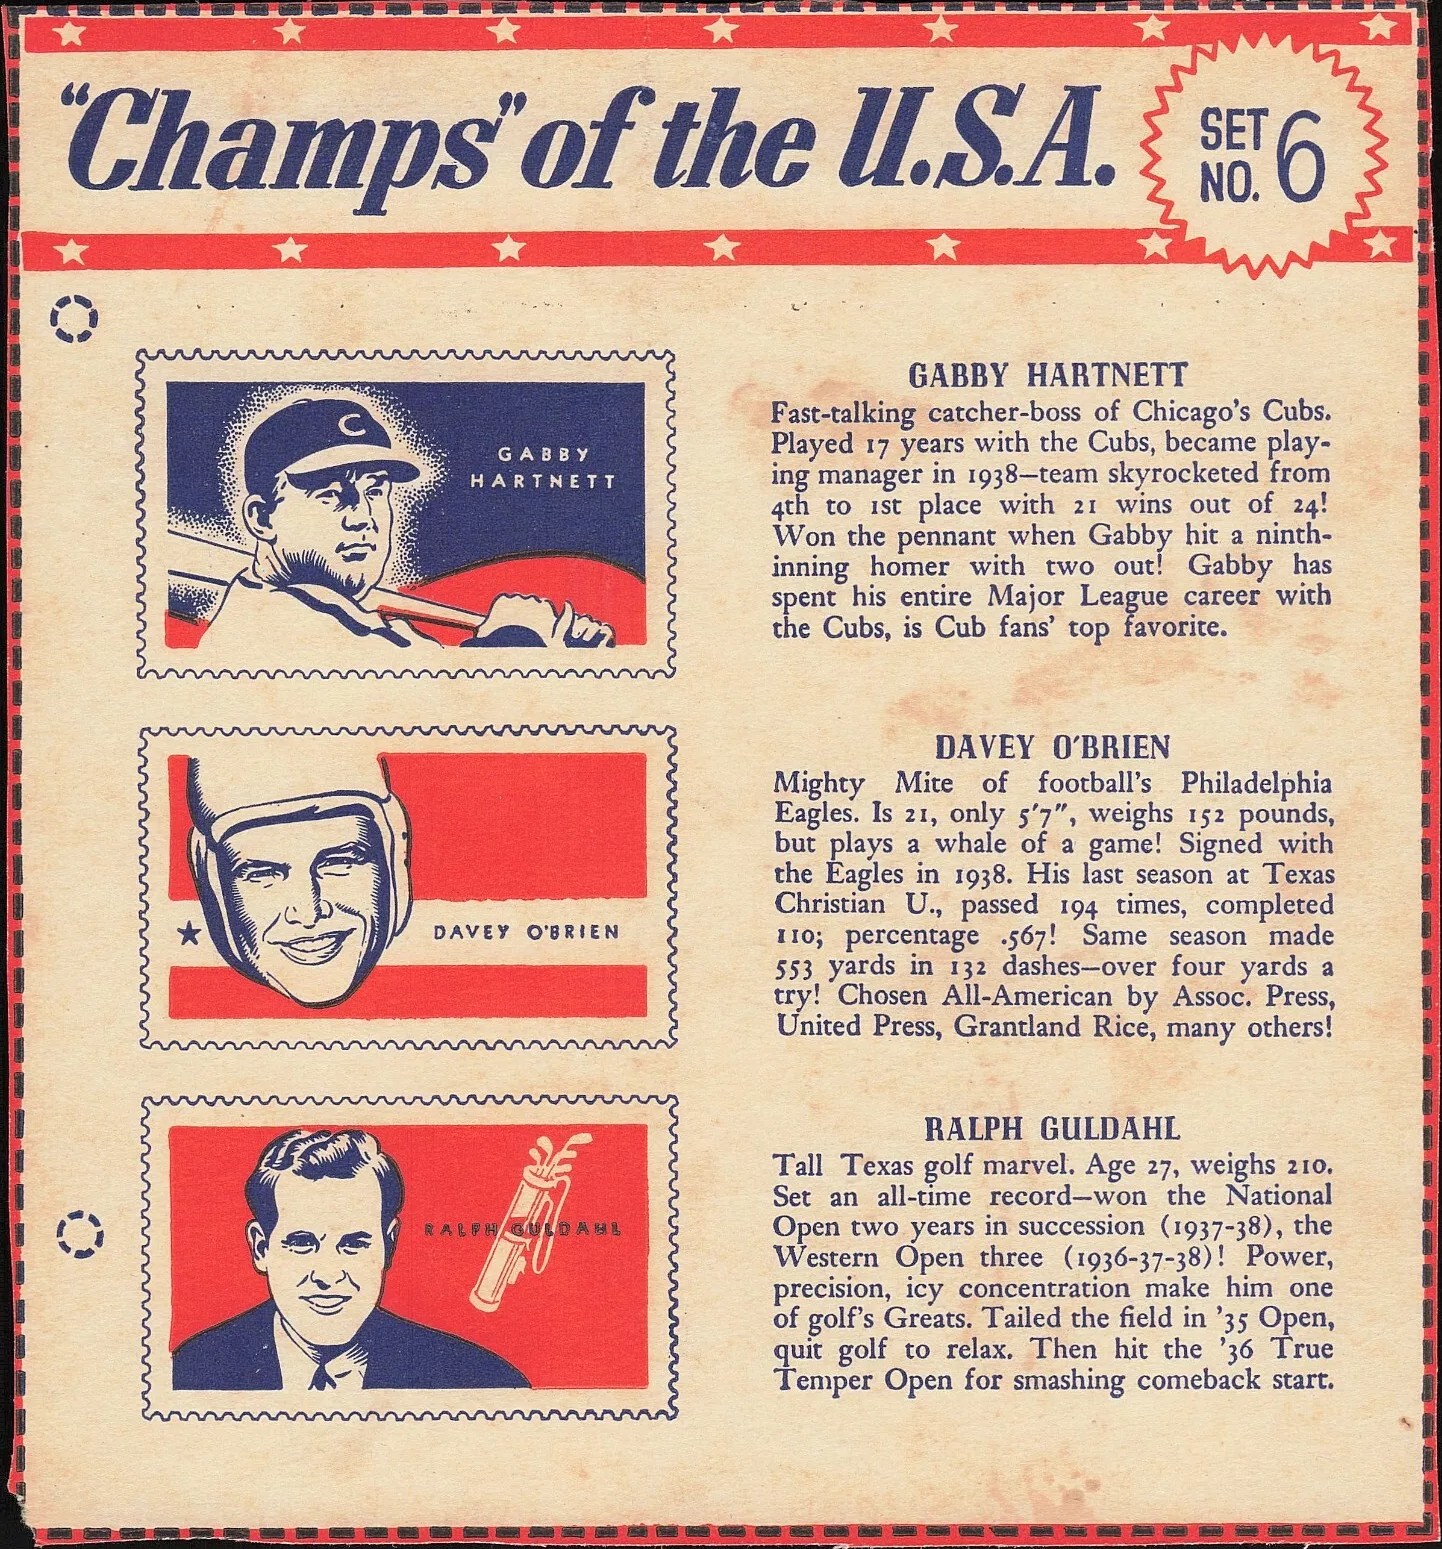 "Champs" of the U.S.A.
SET
NO. 6
GABBY
HARTNETT
C
GABBY HARTNETT
Fast-talking catcher-boss of Chicago's Cubs.
Played 17 years with the Cubs, became play-
ing manager in 1938—team skyrocketed from
4th to 1st place with 21 wins out of 24!
Won the pennant when Gabby hit a ninth-
inning homer with two out! Gabby has
spent his entire Major League career with
the Cubs, is Cub fans' top favorite.
DAVEY O'BRIEN
DAVEY O'BRIEN
Mighty Mite of football's Philadelphia
Eagles. Is 21, only 5'7", weighs 152 pounds,
but plays a whale of a game! Signed with
the Eagles in 1938. His last season at Texas
Christian U., passed 194 times, completed
110; percentage .567! Same season made
553 yards in 132 dashes—over four yards a
try! Chosen All-American by Assoc. Press,
United Press, Grantland Rice, many others!
RALPH GULDAHL
RALPH GULDAHL
Tall Texas golf marvel. Age 27, weighs 210.
Set an all-time record—won the National
Open two years in succession (1937-38), the
Western Open three (1936-37-38)! Power,
precision, icy concentration make him one
of golf's Greats. Tailed the field in '35 Open,
quit golf to relax. Then hit the '36 True
Temper Open for smashing comeback start.